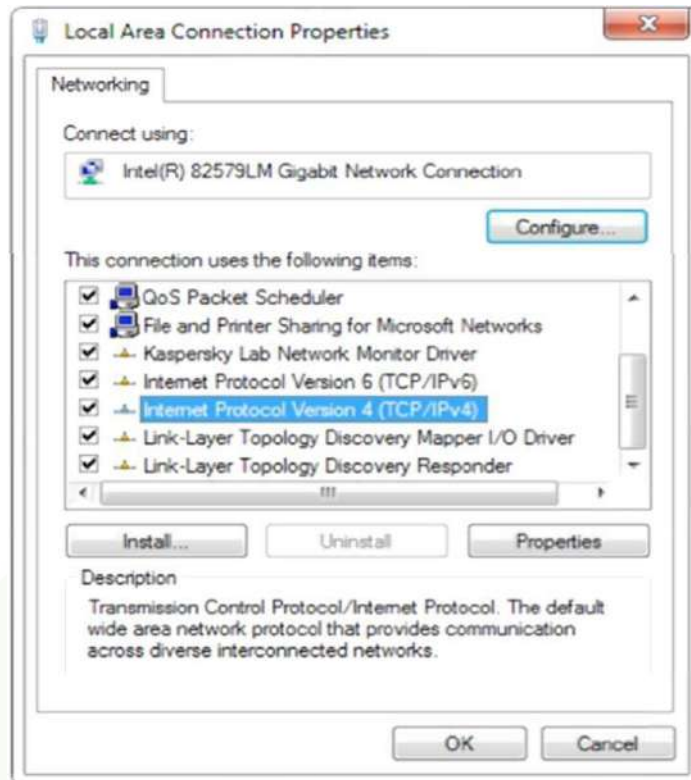 Local Area Connection Properties
Networking
Connect using:
Intel(R) 82579LM Gigabit Network Connection
Configure...
This connection uses the following items:
QoS Packet Scheduler
File and Printer Sharing for Microsoft Networks
Kaspersky Lab Network Monitor Driver
Internet Protocol Version 6 (TCP/IPv6)
Internet Protocol Version 4 (TCP/IPv4)
Link-Layer Topology Discovery Mapper I/O Driver
Link-Layer Topology Discovery Responder
Install... Uninstall Properties
Description
Transmission Control Protocol/Internet Protocol. The default
wide area network protocol that provides communication
across diverse interconnected networks.
OK Cancel